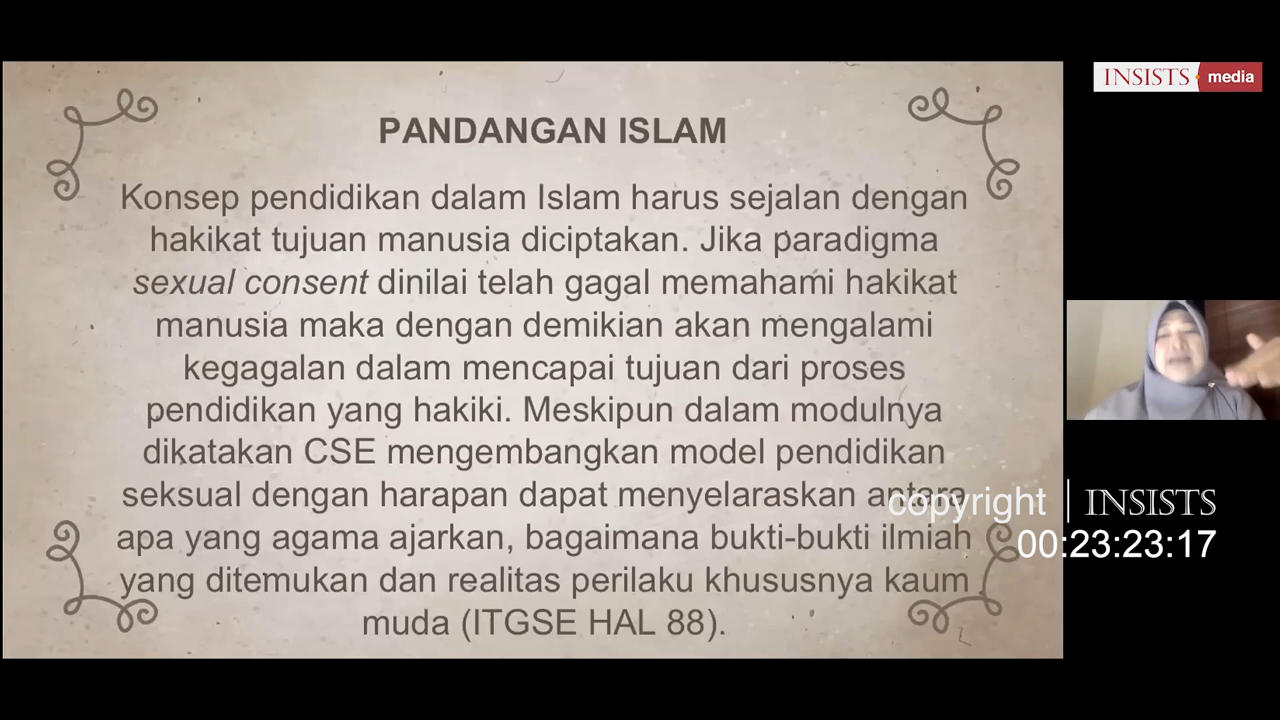 INSISTS media
PANDANGAN ISLAM
Konsep pendidikan dalam Islam harus sejalan dengan
hakikat tujuan manusia diciptakan. Jika paradigma
sexual consent dinilai telah gagal memahami hakikat
manusia maka dengan demikian akan mengalami
kegagalan dalam mencapai tujuan dari proses
pendidikan yang hakiki. Meskipun dalam modulnya
dikatakan CSE mengembangkan model pendidikan
seksual dengan harapan dapat menyelaraskan antara
apa yang agama ajarkan, bagaimana bukti-bukti ilmiah
yang ditemukan dan realitas perilaku khususnya kaum
muda (ITGSE HAL 88).
copyright | INSISTS
00:23:23:17